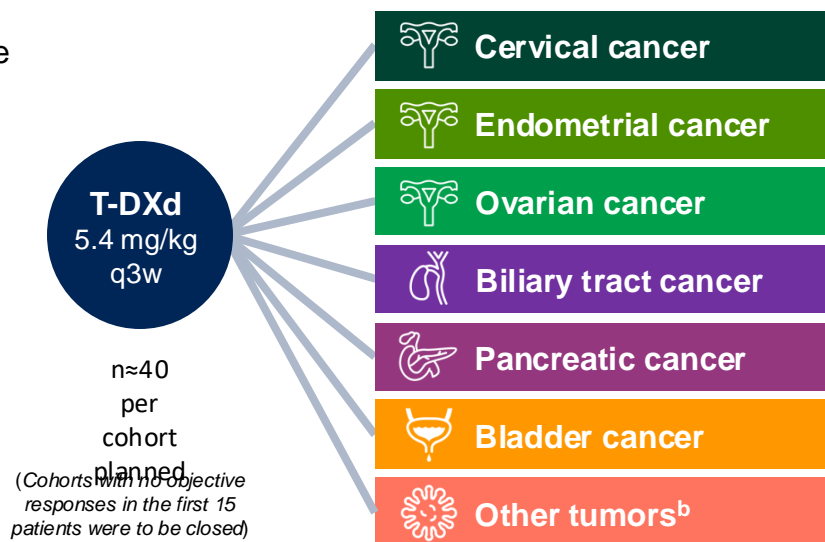 e
T-DXd
5.4 mg/kg
q3w
n≈40
per
cohort
planned
(Cohorts with no objective
responses in the first 15
patients were to be closed)
Cervical cancer
Endometrial cancer
Ovarian cancer
Biliary tract cancer
Pancreatic cancer
Bladder cancer
Other tumorsᵇ